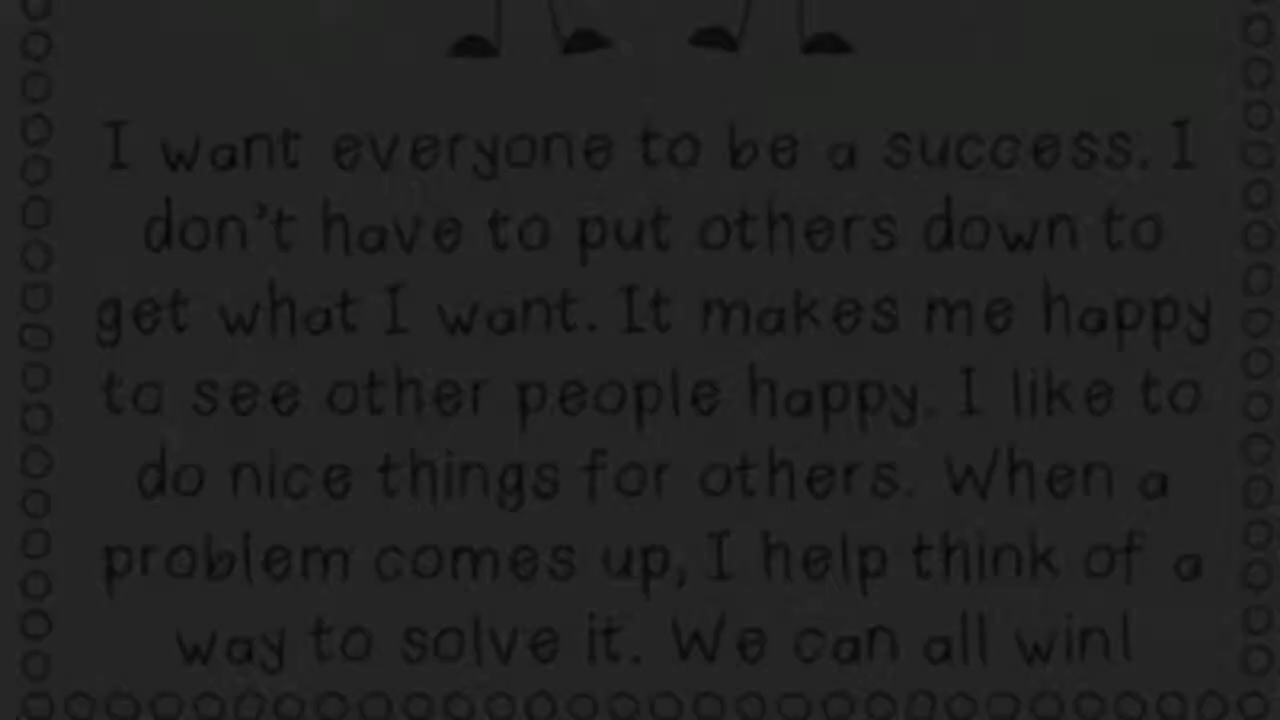 I want everyone to be a success. I
don't have to put others down to
get what I want. It makes me happy
to see other people happy. I like to
do nice things for others. When a
problem comes up, I help think of a
way to solve it. We can all win!